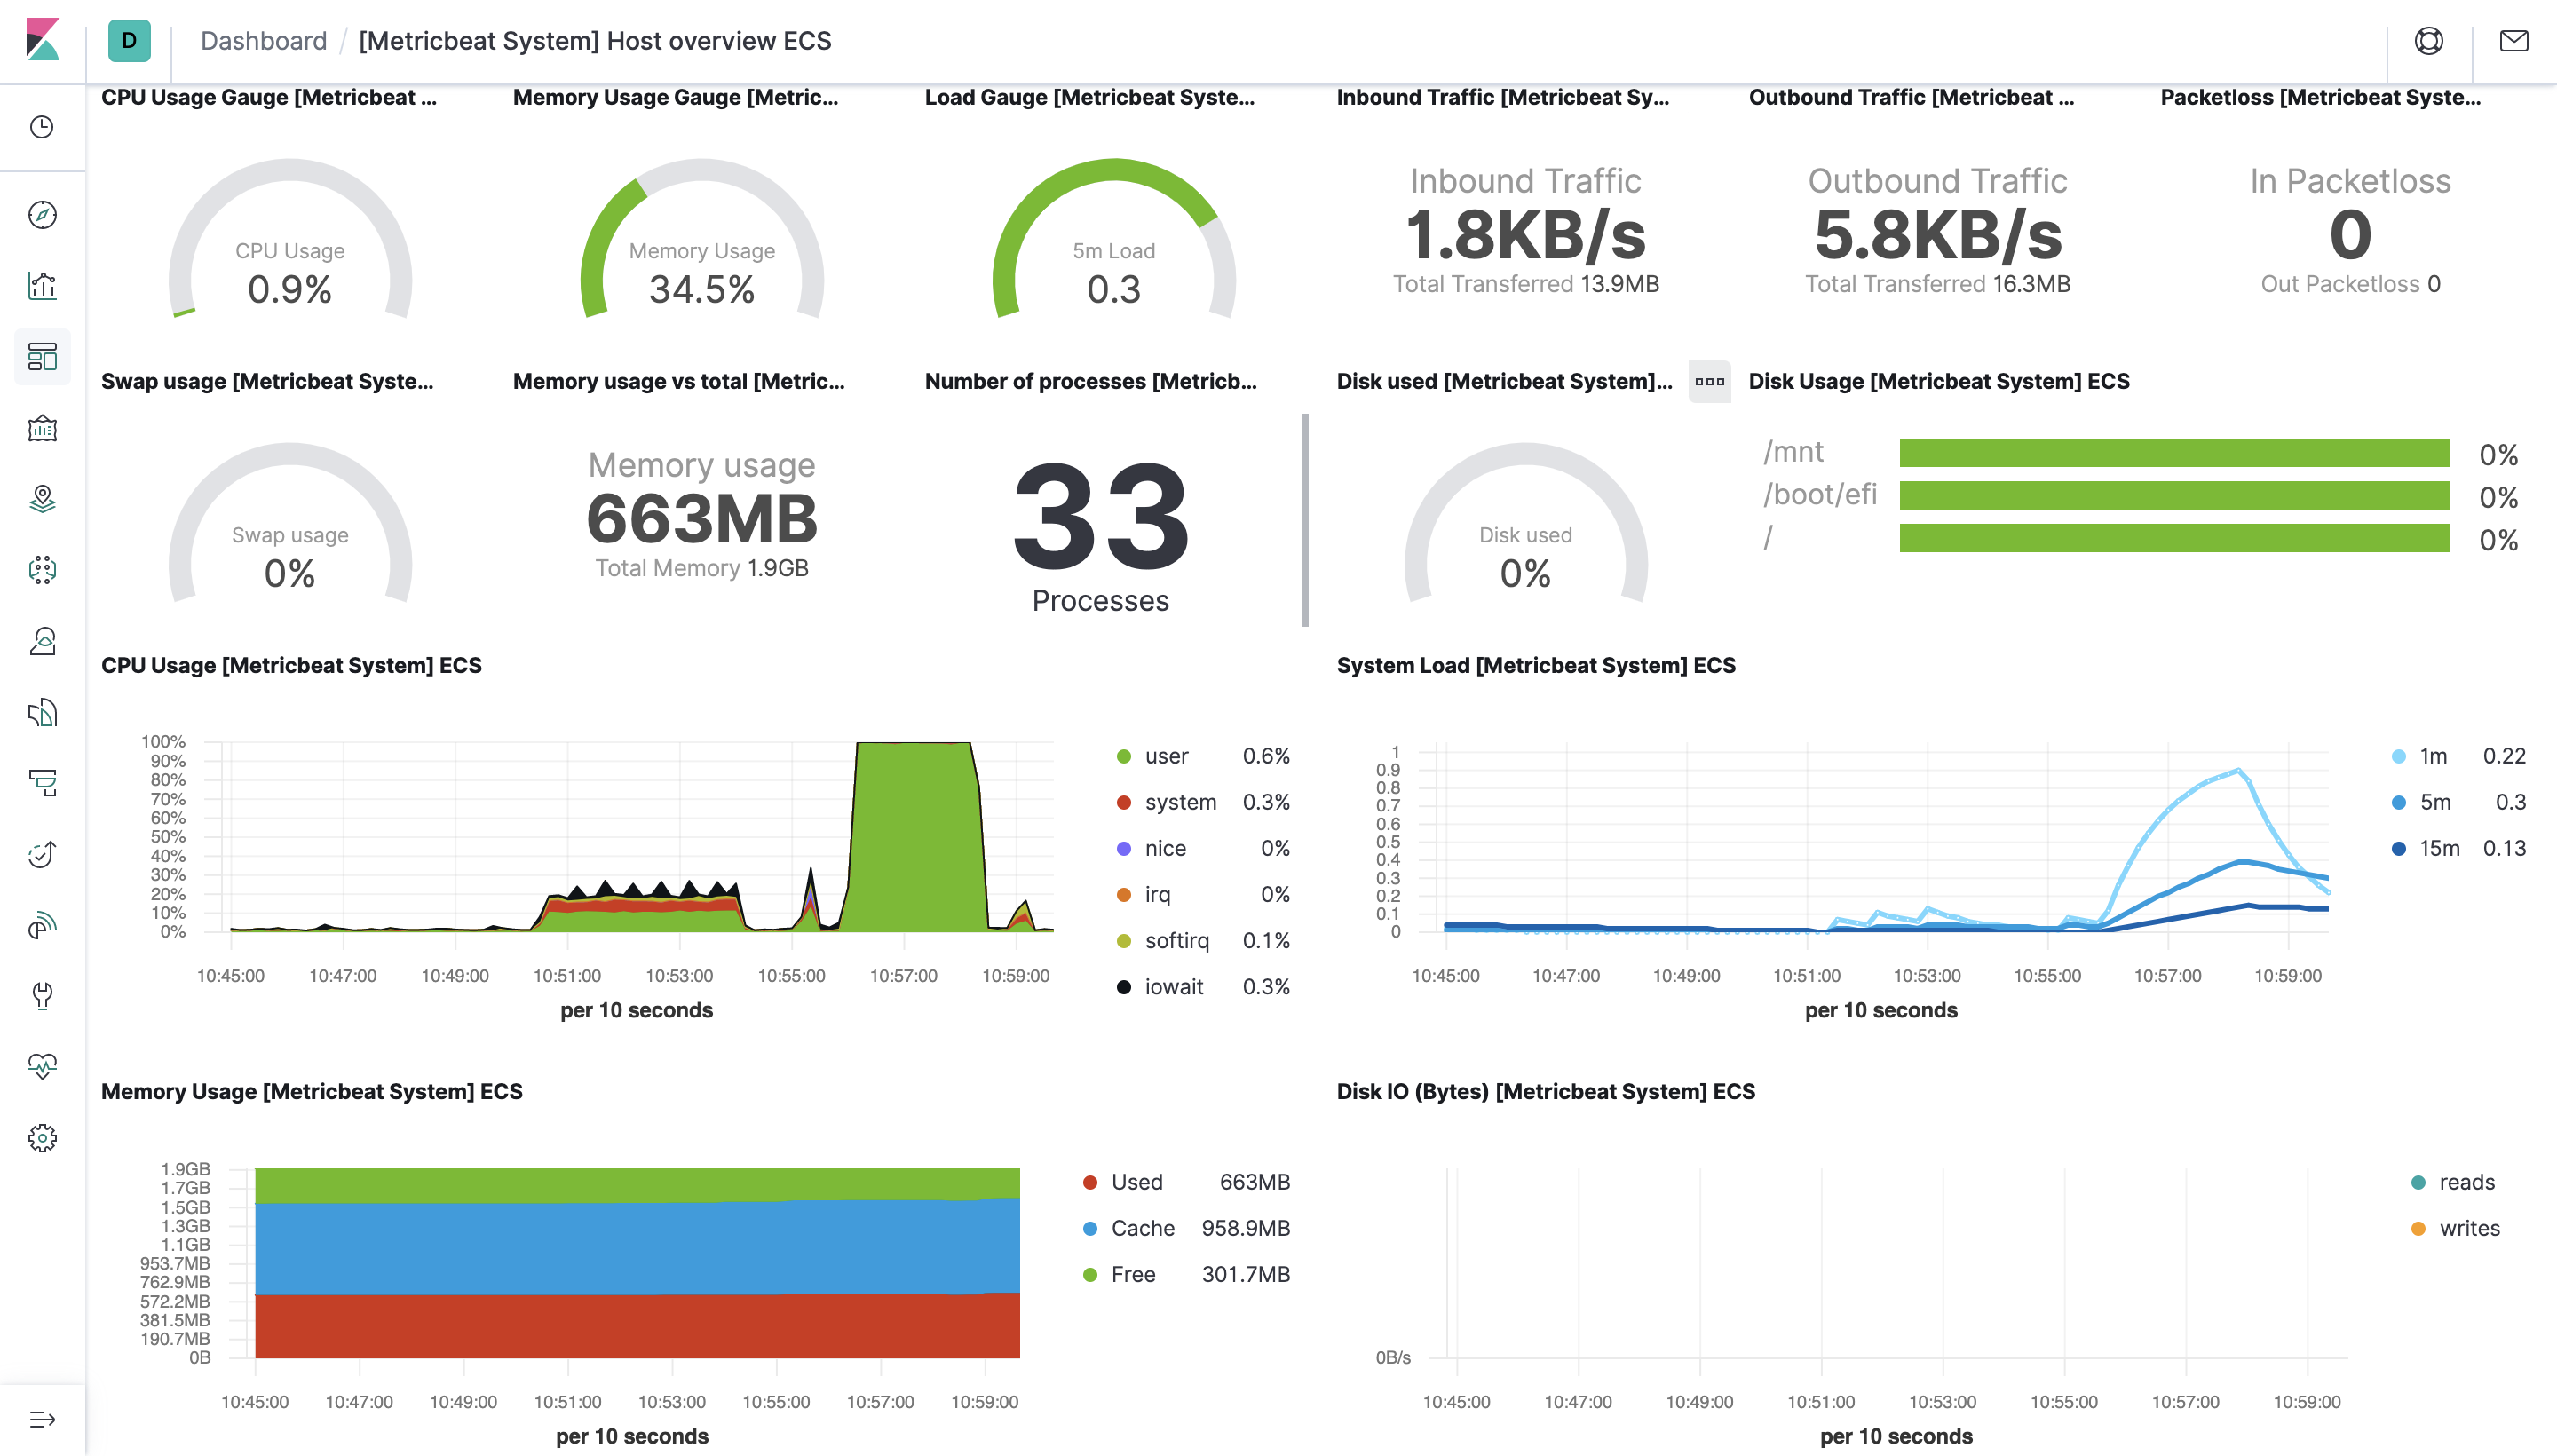 D
Dashboard / [Metricbeat System] Host overview ECS
CPU Usage Gauge [Metricbeat ...
Memory Usage Gauge [Metric...
Load Gauge [Metricbeat Syste...
Inbound Traffic [Metricbeat Sy...
Outbound Traffic [Metricbeat ...
Packetloss [Metricbeat Syste...
CPU Usage
0.9%
Memory Usage
34.5%
5m Load
0.3
Inbound Traffic
1.8KB/s
Total Transferred 13.9MB
Outbound Traffic
5.8KB/s
Total Transferred 16.3MB
In Packetloss
0
Out Packetloss 0
Swap usage [Metricbeat Syste...
Memory usage vs total [Metric...
Number of processes [Metricb...
Disk used [Metricbeat System]...
Disk Usage [Metricbeat System] ECS
Swap usage
0%
Memory usage
663MB
Total Memory 1.9GB
33
Processes
Disk used
0%
/mnt 0%
/boot/efi 0%
/ 0%
CPU Usage [Metricbeat System] ECS
100%
90%
80%
70%
60%
50%
40%
30%
20%
10%
0%
10:45:00 10:47:00 10:49:00 10:51:00 10:53:00 10:55:00 10:57:00 10:59:00
per 10 seconds
user 0.6%
system 0.3%
nice 0%
irq 0%
softirq 0.1%
iowait 0.3%
System Load [Metricbeat System] ECS
1
0.9
0.8
0.7
0.6
0.5
0.4
0.3
0.2
0.1
0
10:45:00 10:47:00 10:49:00 10:51:00 10:53:00 10:55:00 10:57:00 10:59:00
per 10 seconds
1m 0.22
5m 0.3
15m 0.13
Memory Usage [Metricbeat System] ECS
1.9GB
1.7GB
1.5GB
1.3GB
1.1GB
953.7MB
762.9MB
572.2MB
381.5MB
190.7MB
0B
10:45:00 10:47:00 10:49:00 10:51:00 10:53:00 10:55:00 10:57:00 10:59:00
per 10 seconds
Used 663MB
Cache 958.9MB
Free 301.7MB
Disk IO (Bytes) [Metricbeat System] ECS
0B/s
10:45:00 10:47:00 10:49:00 10:51:00 10:53:00 10:55:00 10:57:00 10:59:00
per 10 seconds
reads
writes